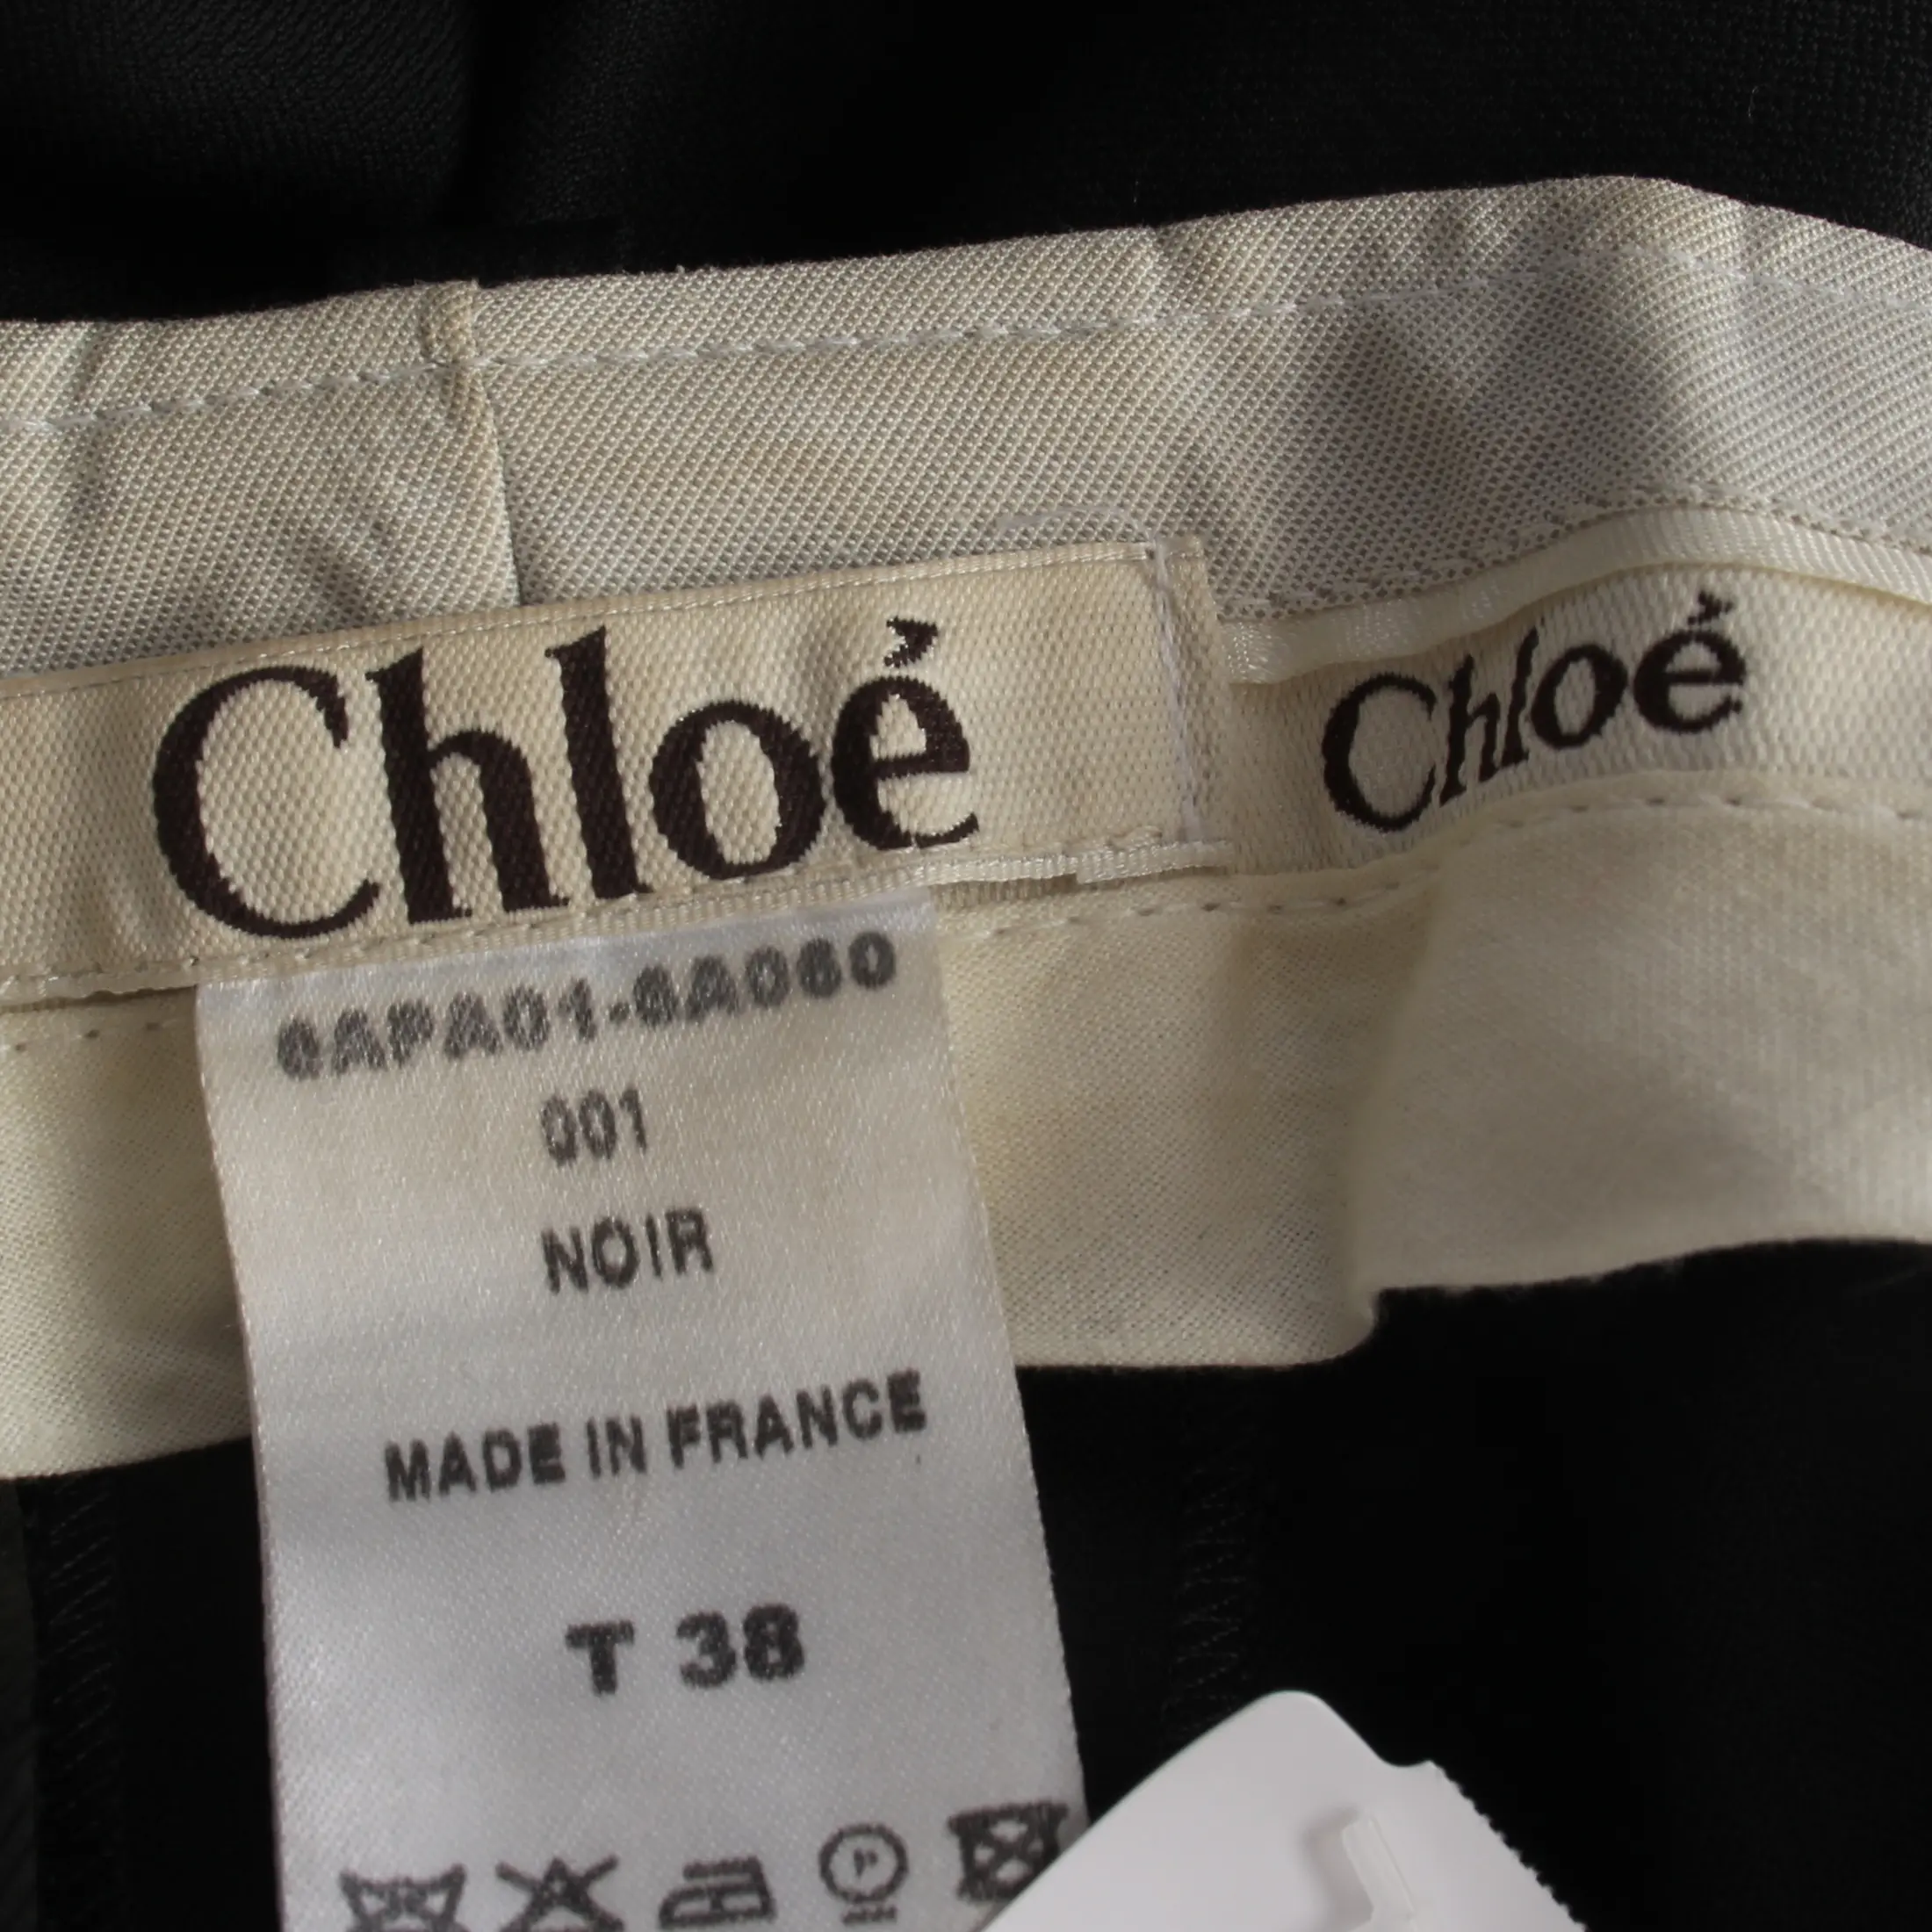 Chloé
Chloé
6APA01-6A060
001
NOIR
MADE IN FRANCE
T 38